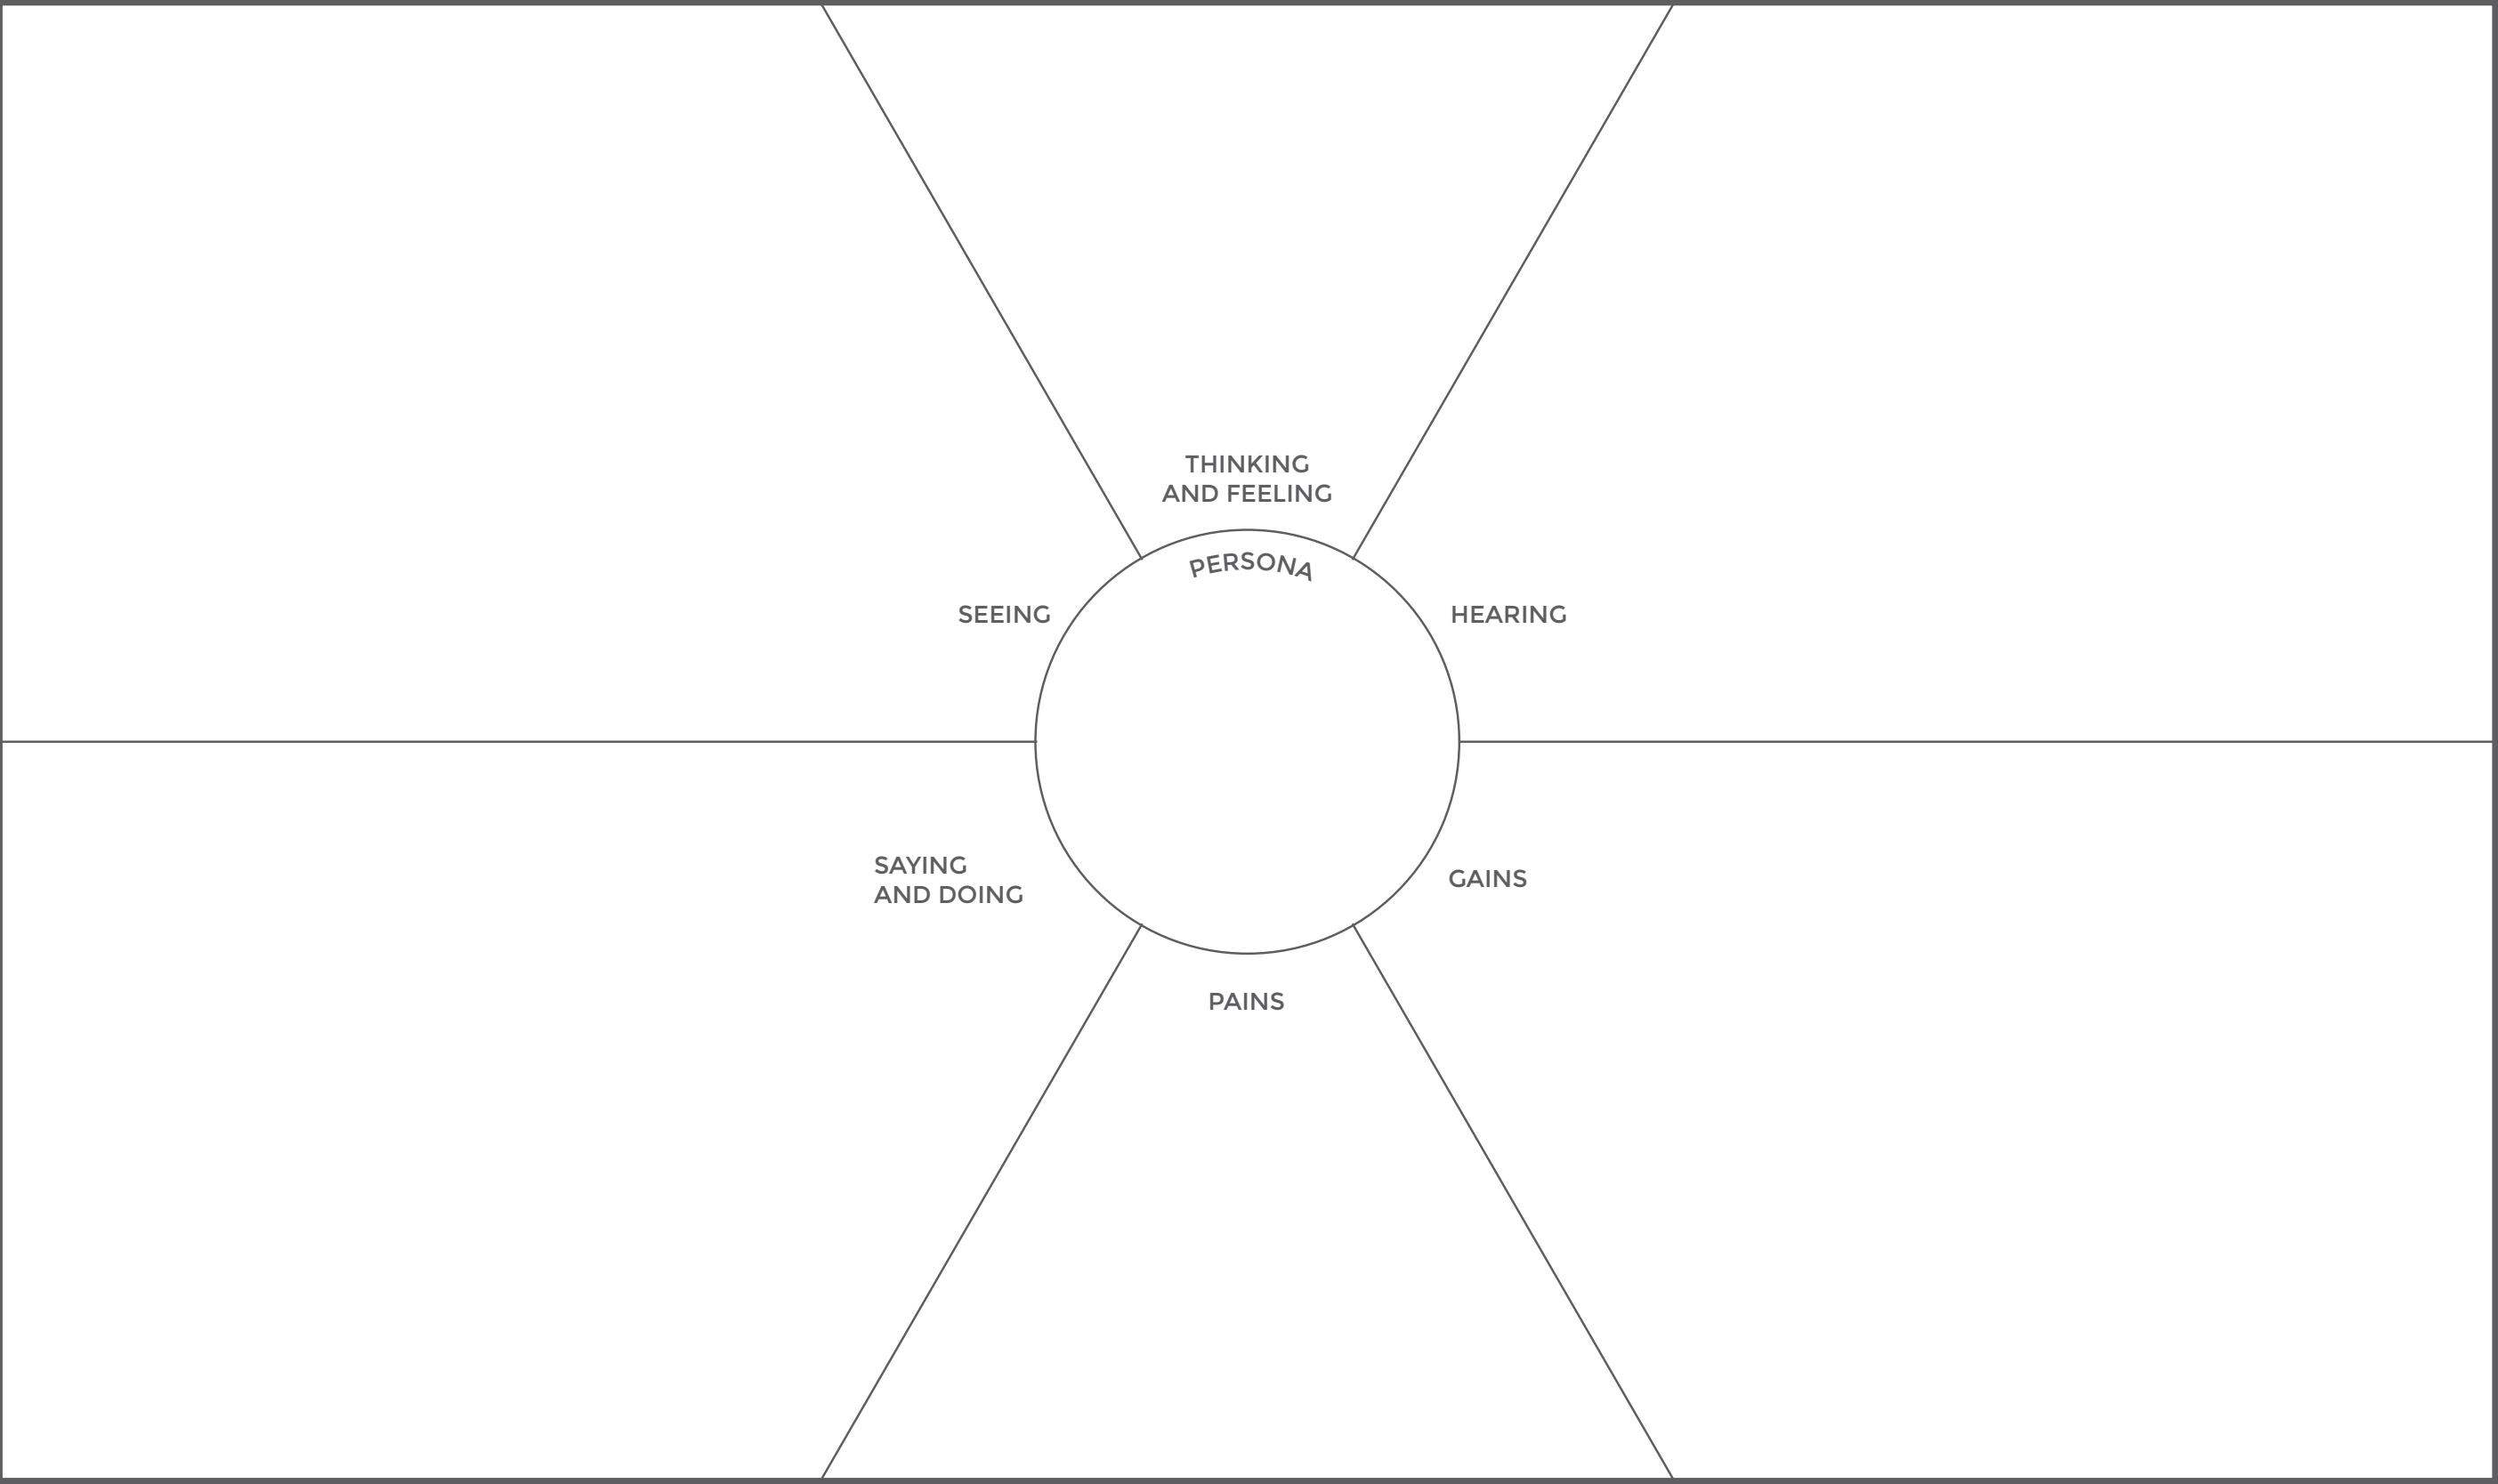 THINKING
AND FEELING
PERSONA
SEEING
HEARING
SAYING
AND DOING
GAINS
PAINS